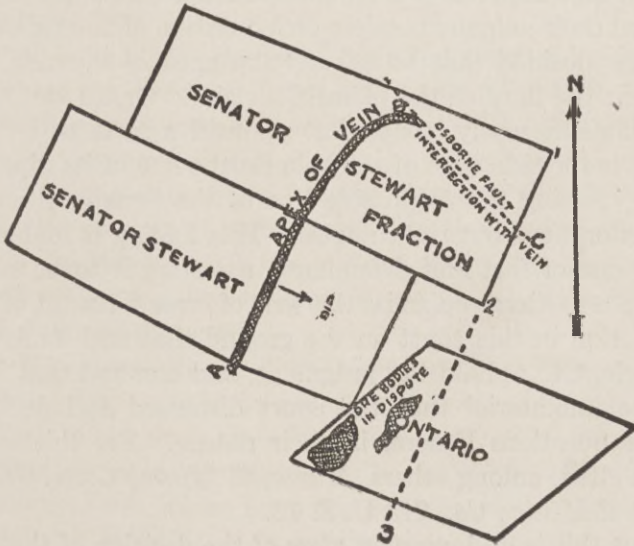 SENATOR
APEX OF VEIN
B
OSBORNE FAULT
INTERSECTION WITH VEIN
N
1
STEWART
FRACTION
SENATOR STEWART
C
DIP
2
A
ORE BODIES
IN DISPUTE
ONTARIO
3